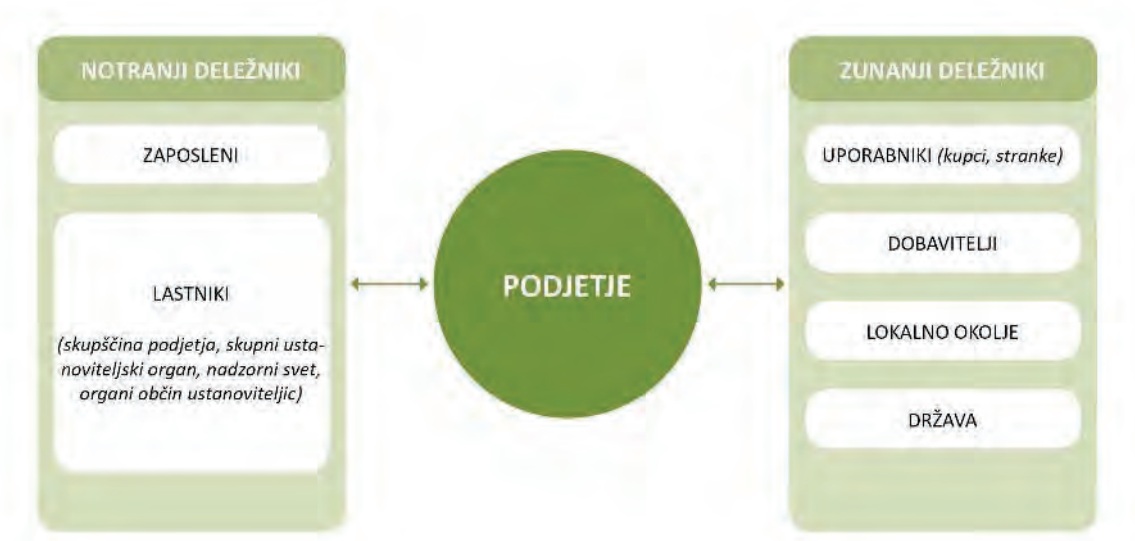 NOTRANJI DELEŽNIKI
ZAPOSLENI
LASTNIKI
(skupščina podjetja, skupni usta-
noviteljski organ, nadzorni svet,
organi občin ustanoviteljic)
PODJETJE
ZUNANJI DELEŽNIKI
UPORABNIKI (kupci, stranke)
DOBAVITELJI
LOKALNO OKOLJE
DRŽAVA